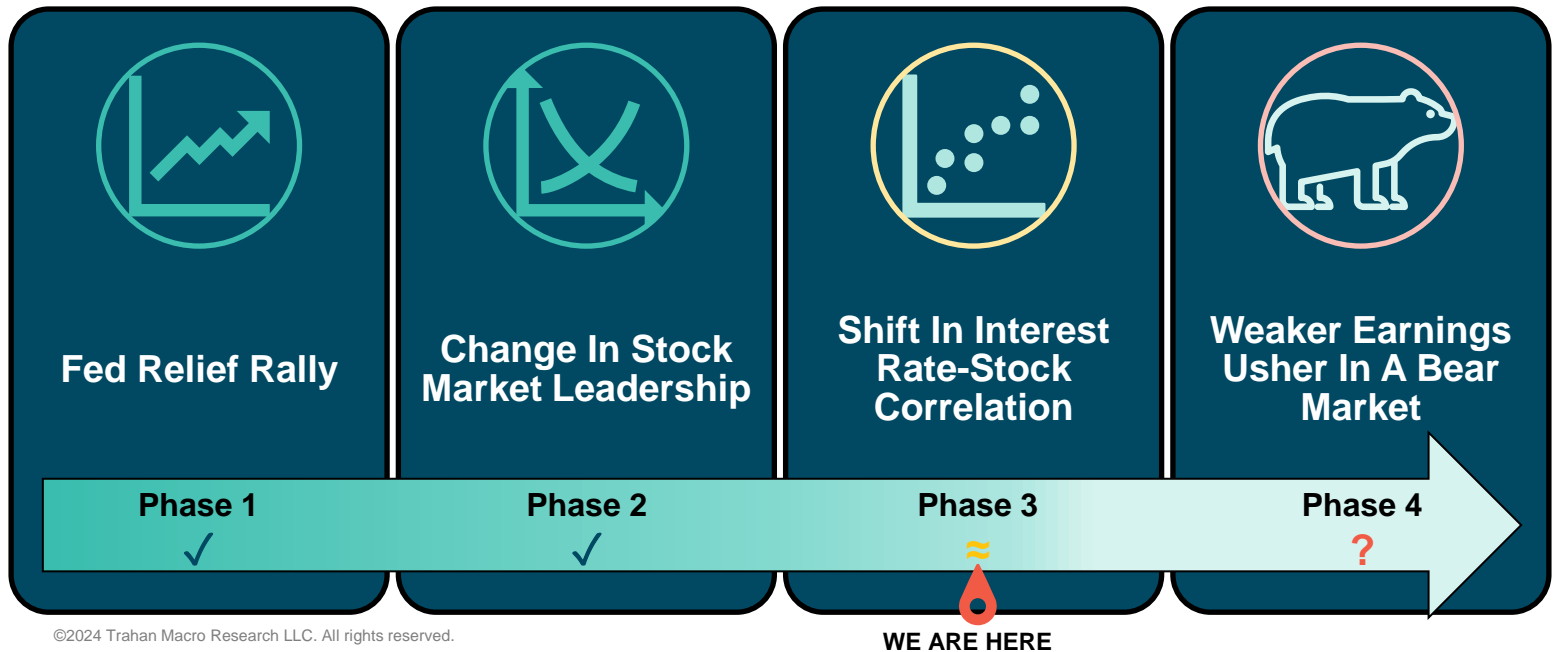 Fed Relief Rally
Change In Stock
Market Leadership
Shift In Interest
Rate-Stock
Correlation
Weaker Earnings
Usher In A Bear
Market
Phase 1
✓
Phase 2
✓
Phase 3
≈
Phase 4
?
©2024 Trahan Macro Research LLC. All rights reserved.
WE ARE HERE